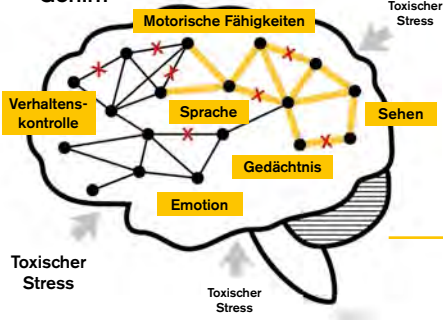 Gehirn
Toxischer
Stress
Motorische Fähigkeiten
Verhaltens-
kontrolle
Sprache
Sehen
Gedächtnis
Emotion
Toxischer
Stress
Toxischer
Stress